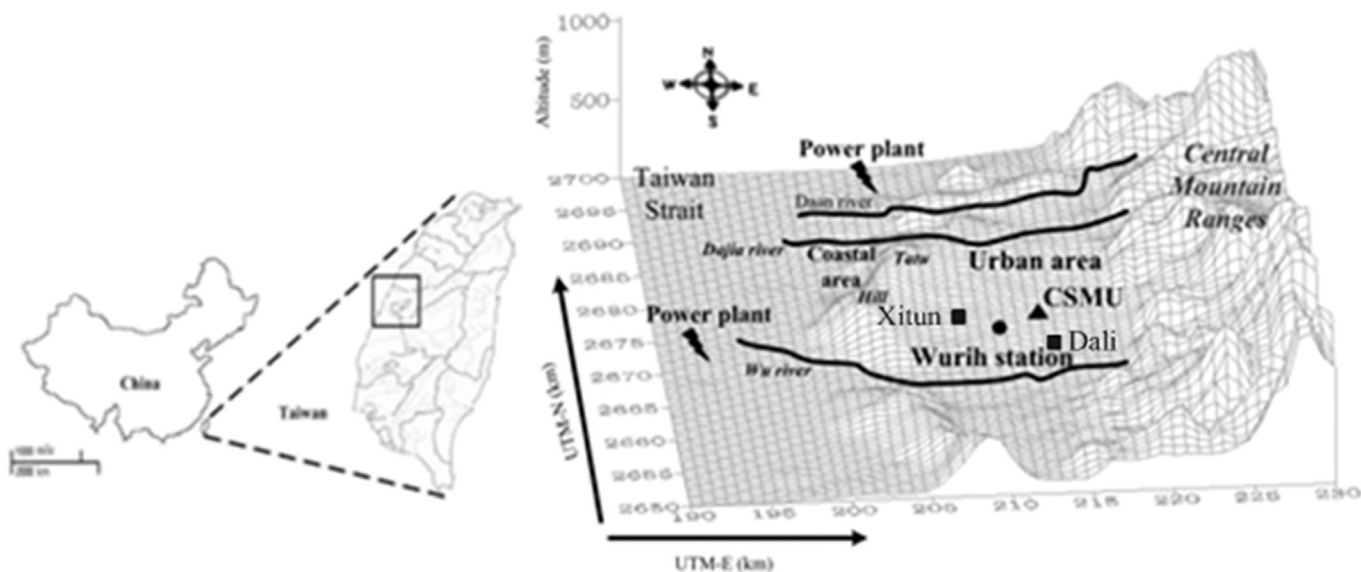 China
Taiwan
Altitude (m)
1000
500
2700
2695
2690
2685
2680
2675
2670
2665
2660
2655
2650
N
W
E
S
Power plant
Taiwan
Strait
Daan river
Central
Mountain
Ranges
Dajia river
Coastal
area
Tatu
Hill
Urban area
CSMU
Xitun
Power plant
Dali
Wurih station
Wu river
UTM-N (km)
190
195
200
205
210
215
220
225
230
UTM-E (km)